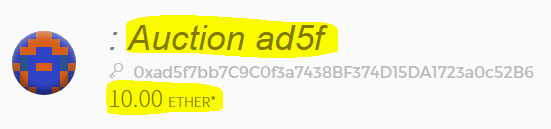 : Auction ad5f
0xad5f7bb7C9C0f3a7438BF374D15DA1723a0c52B6
10.00 ETHER*